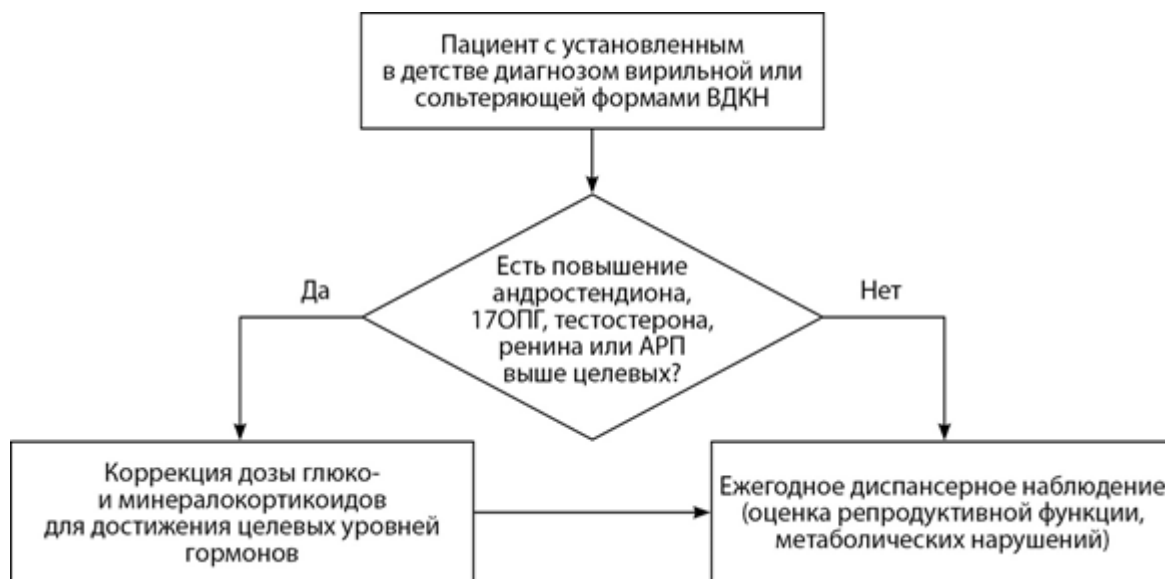 Пациент с установленным
в детстве диагнозом вирильной или
сольтеряющей формами ВДКН
Есть повышение
андростендиона,
17ОПГ, тестостерона,
ренина или АРП
выше целевых?
Да
Нет
Коррекция дозы глюко-
и минералокортикоидов
для достижения целевых уровней
гормонов
Ежегодное диспансерное наблюдение
(оценка репродуктивной функции,
метаболических нарушений)